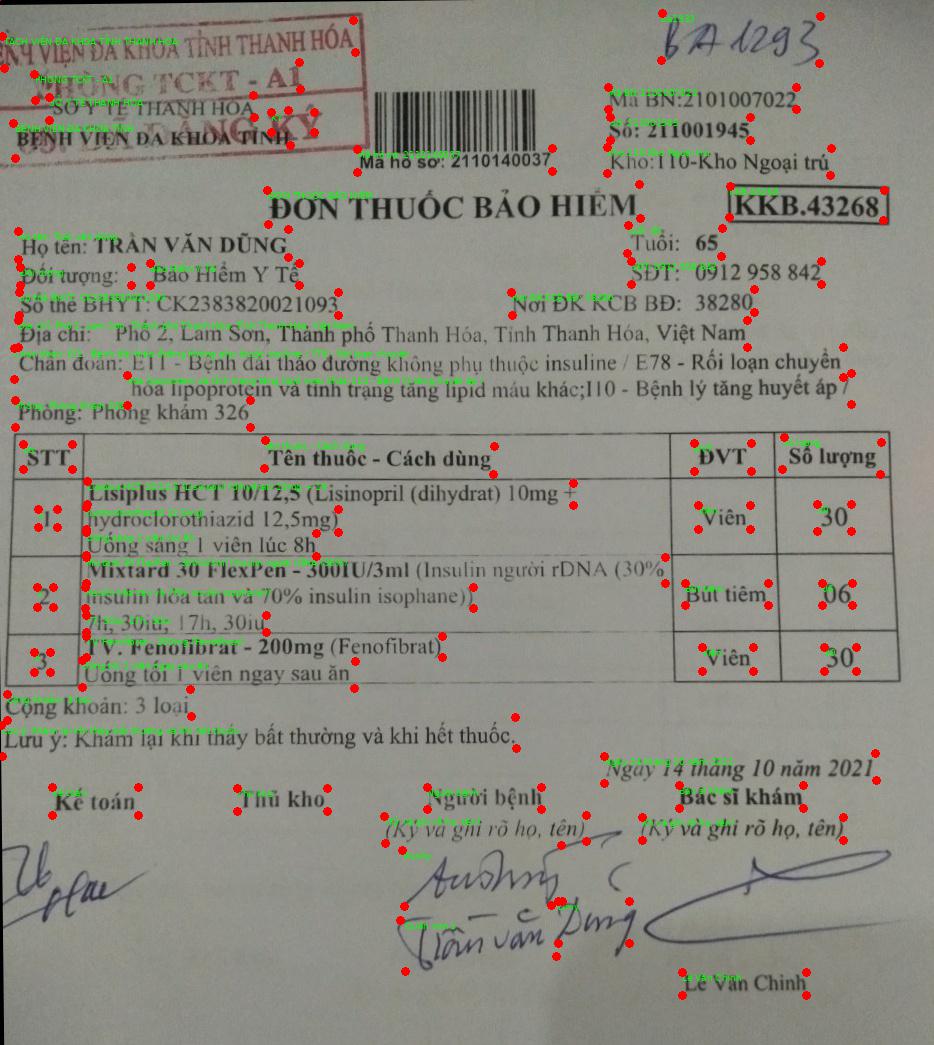 BỆNH VIỆN ĐA KHOA TỈNH THANH HÓA
PHÒNG TCKT - A1
ĐĂNG KÝ
SỞ Y TẾ THANH HÓA
BỆNH VIỆN ĐA KHOA TỈNH
BA 1293
Mã hồ sơ: 2110140037
Mã BN:2101007022
Số: 211001945
Kho:I10-Kho Ngoại trú
ĐƠN THUỐC BẢO HIỂM
KKB.43268
Họ tên: TRẦN VĂN DŨNG
Tuổi: 65
Đối tượng: Bảo Hiểm Y Tế
SĐT: 0912 958 842
Số thẻ BHYT: CK2383820021093
Nơi ĐK KCB BĐ: 38280
Địa chỉ: Phố 2, Lam Sơn, Thành phố Thanh Hóa, Tỉnh Thanh Hóa, Việt Nam
Chẩn đoán: E11 - Bệnh đái tháo đường không phụ thuộc insuline / E78 - Rối loạn chuyển
hóa lipoprotein và tình trạng tăng lipid máu khác;I10 - Bệnh lý tăng huyết áp /
Phòng: Phòng khám 326
STT Tên thuốc - Cách dùng ĐVT Số lượng
1 Lisiplus HCT 10/12,5 (Lisinopril (dihydrat) 10mg +
hydroclorothiazid 12,5mg) Viên 30
Uống sáng 1 viên lúc 8h
2 Mixtard 30 FlexPen - 300IU/3ml (Insulin người rDNA (30%
insulin hòa tan và 70% insulin isophane)) Bút tiêm 06
7h, 30iu; 17h, 30iu
3 TV. Fenofibrat - 200mg (Fenofibrat) Viên 30
Uống tối 1 viên ngay sau ăn
Cộng khoản: 3 loại
Lưu ý: Khám lại khi thấy bất thường và khi hết thuốc.
Ngày 14 tháng 10 năm 2021
Kế toán Thủ kho Người bệnh Bác sĩ khám
(Ký và ghi rõ họ, tên) (Ký và ghi rõ họ, tên)
Trần văn Dung
Lê Văn Chinh